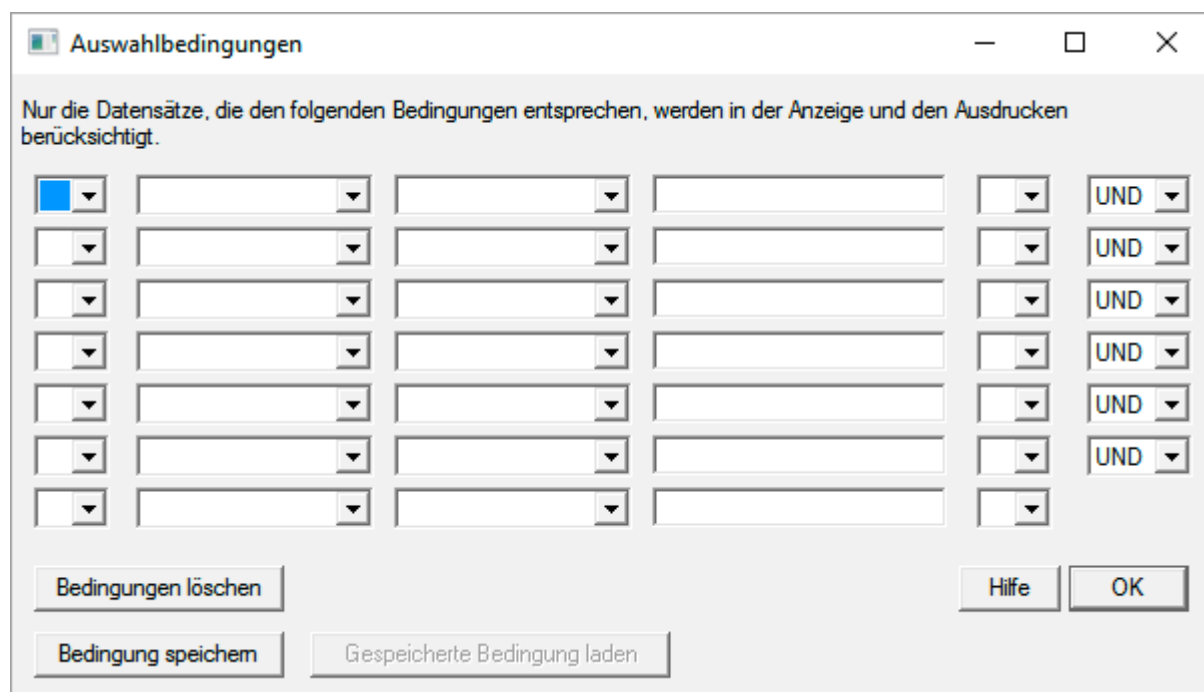 Auswahlbedingungen
Nur die Datensätze, die den folgenden Bedingungen entsprechen, werden in der Anzeige und den Ausdrucken
berücksichtigt.
UND
UND
UND
UND
UND
UND
Bedingungen löschen
Hilfe
OK
Bedingung speichern
Gespeicherte Bedingung laden